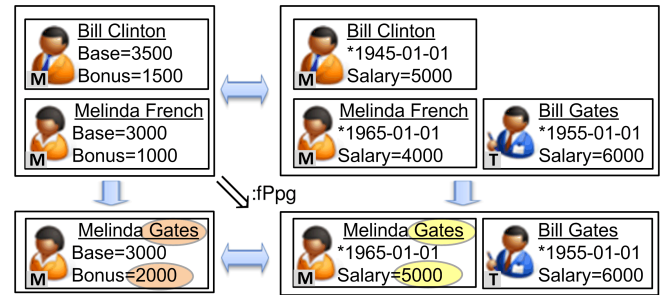 Bill Clinton
Base=3500
Bonus=1500
M
Melinda French
Base=3000
Bonus=1000
M
Bill Clinton
*1945-01-01
Salary=5000
M
Melinda French
*1965-01-01
Salary=4000
M
Bill Gates
*1955-01-01
Salary=6000
T
:fPpg
Melinda Gates
Base=3000
Bonus=2000
M
Melinda Gates
*1965-01-01
Salary=5000
M
Bill Gates
*1955-01-01
Salary=6000
T